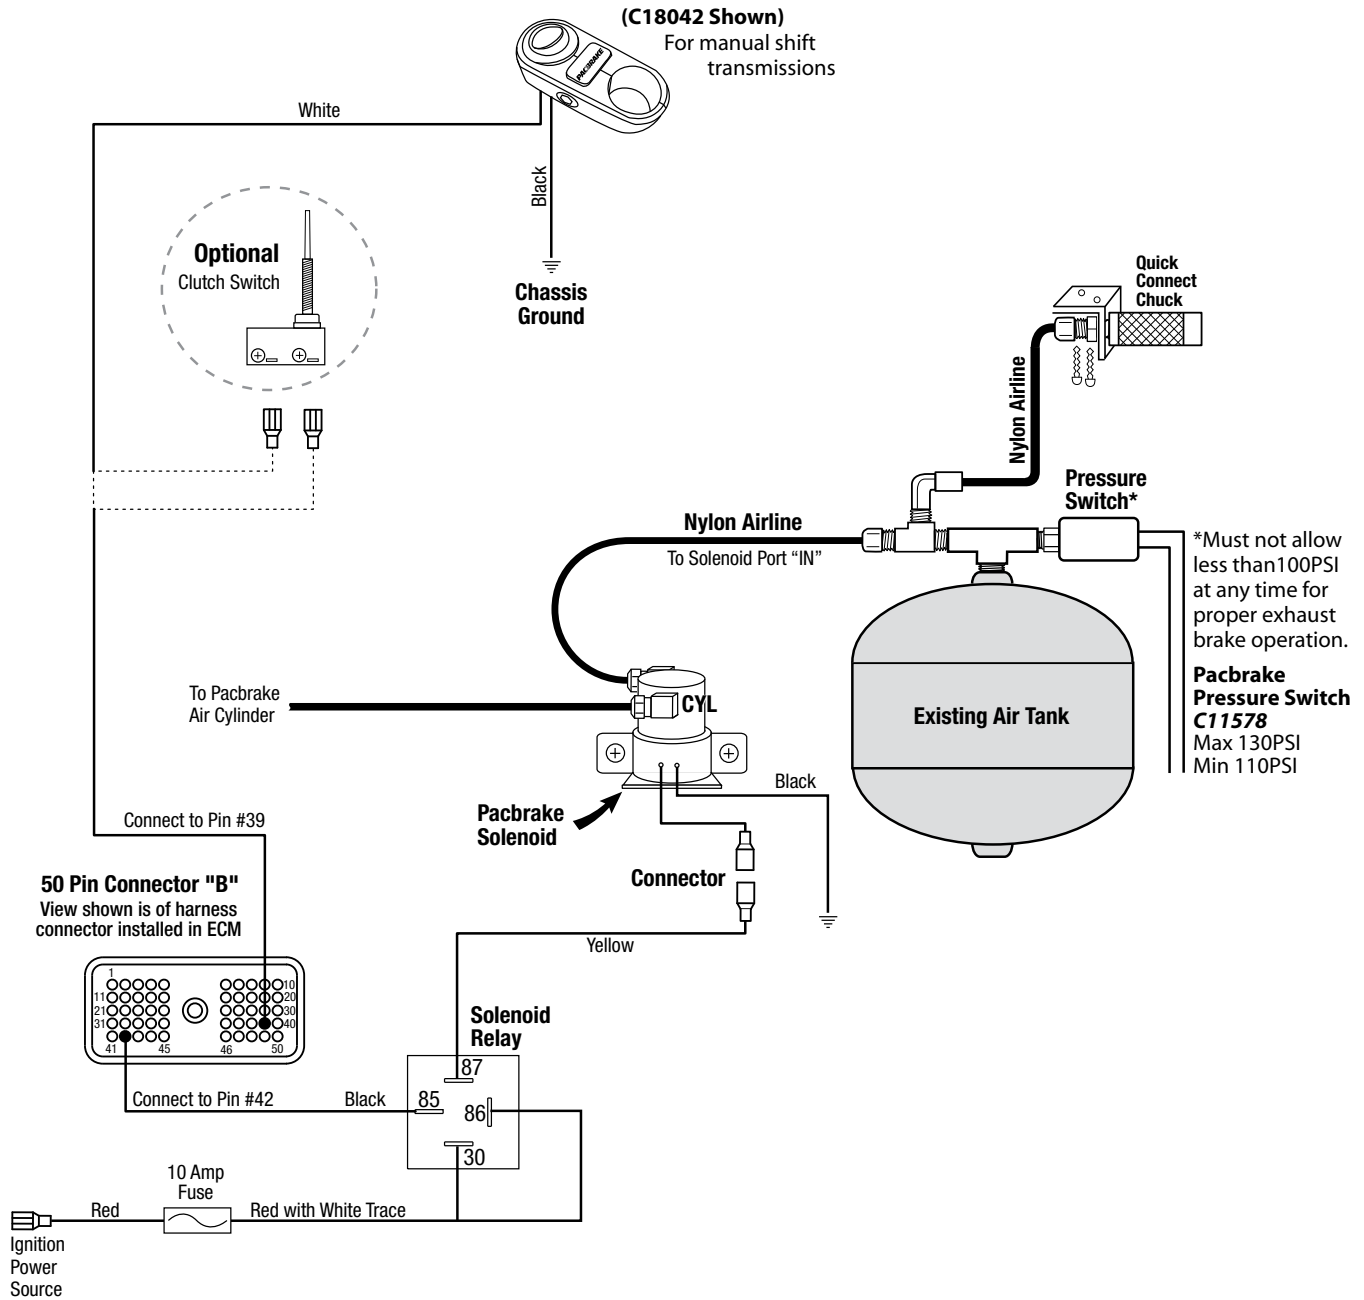 (C18042 Shown)
For manual shift
transmissions
PACBRAKE
White
Black
Optional
Clutch Switch
Chassis
Ground
Quick
Connect
Chuck
Nylon Airline
Pressure
Switch*
Nylon Airline
To Solenoid Port “IN”
*Must not allow
less than100PSI
at any time for
proper exhaust
brake operation.
Pacbrake
Pressure Switch
C11578
Max 130PSI
Min 110PSI
To Pacbrake
Air Cylinder
CYL
Existing Air Tank
Black
Pacbrake
Solenoid
Connector
Connect to Pin #39
50 Pin Connector "B"
View shown is of harness
connector installed in ECM
Yellow
1
10
11
20
21
30
31
40
41
45
46
50
Solenoid
Relay
87
85
86
30
Connect to Pin #42
Black
10 Amp
Fuse
Red
Red with White Trace
Ignition
Power
Source